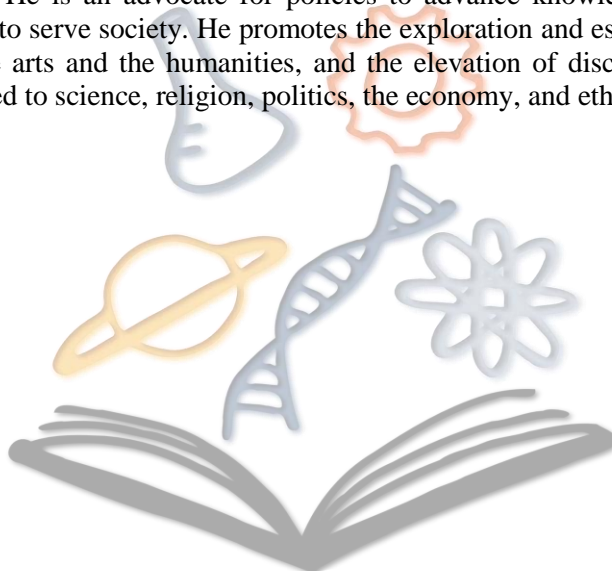 He is an advocate for policies to advance
to serve society. He promotes the exploration and
arts and the humanities, and the elevation of
to science, religion, politics, the economy, and